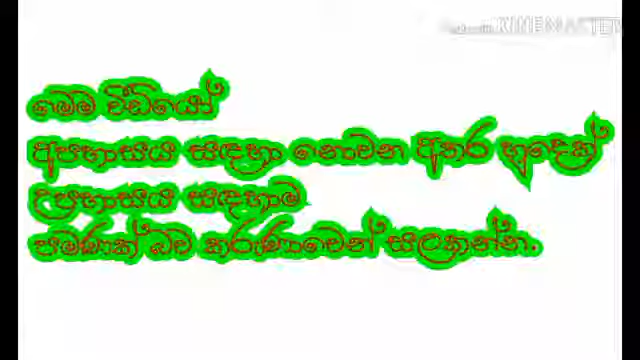 KINEMASTER
මෙම වීඩියෝ
අපහාසය සඳහා නොවන අතර හුදෙක්
උපහාසය සඳහාම
පමණක් බව කරුණාවෙන් සලකන්න.